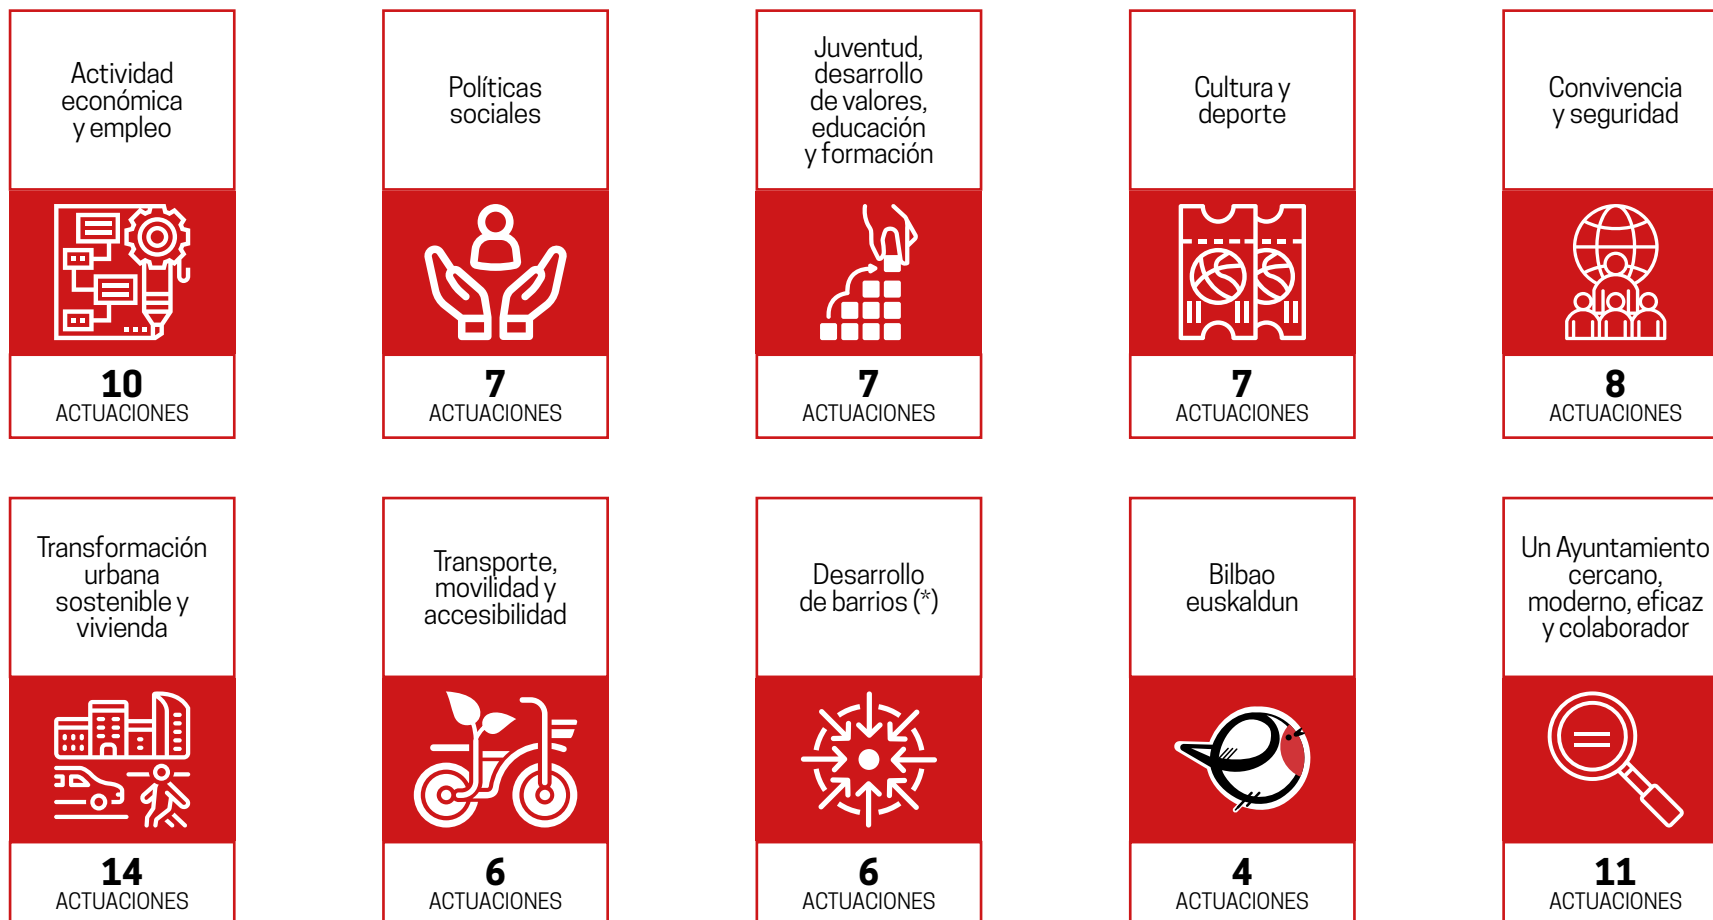 Actividad
económica
y empleo
10
ACTUACIONES
Políticas
sociales
7
ACTUACIONES
Juventud,
desarrollo
de valores,
educación
y formación
7
ACTUACIONES
Cultura y
deporte
7
ACTUACIONES
Convivencia
y seguridad
8
ACTUACIONES
Transformación
urbana
sostenible y
vivienda
14
ACTUACIONES
Transporte,
movilidad y
accesibilidad
6
ACTUACIONES
Desarrollo
de barrios (*)
6
ACTUACIONES
Bilbao
euskaldun
4
ACTUACIONES
Un Ayuntamiento
cercano,
moderno, eficaz
y colaborador
11
ACTUACIONES